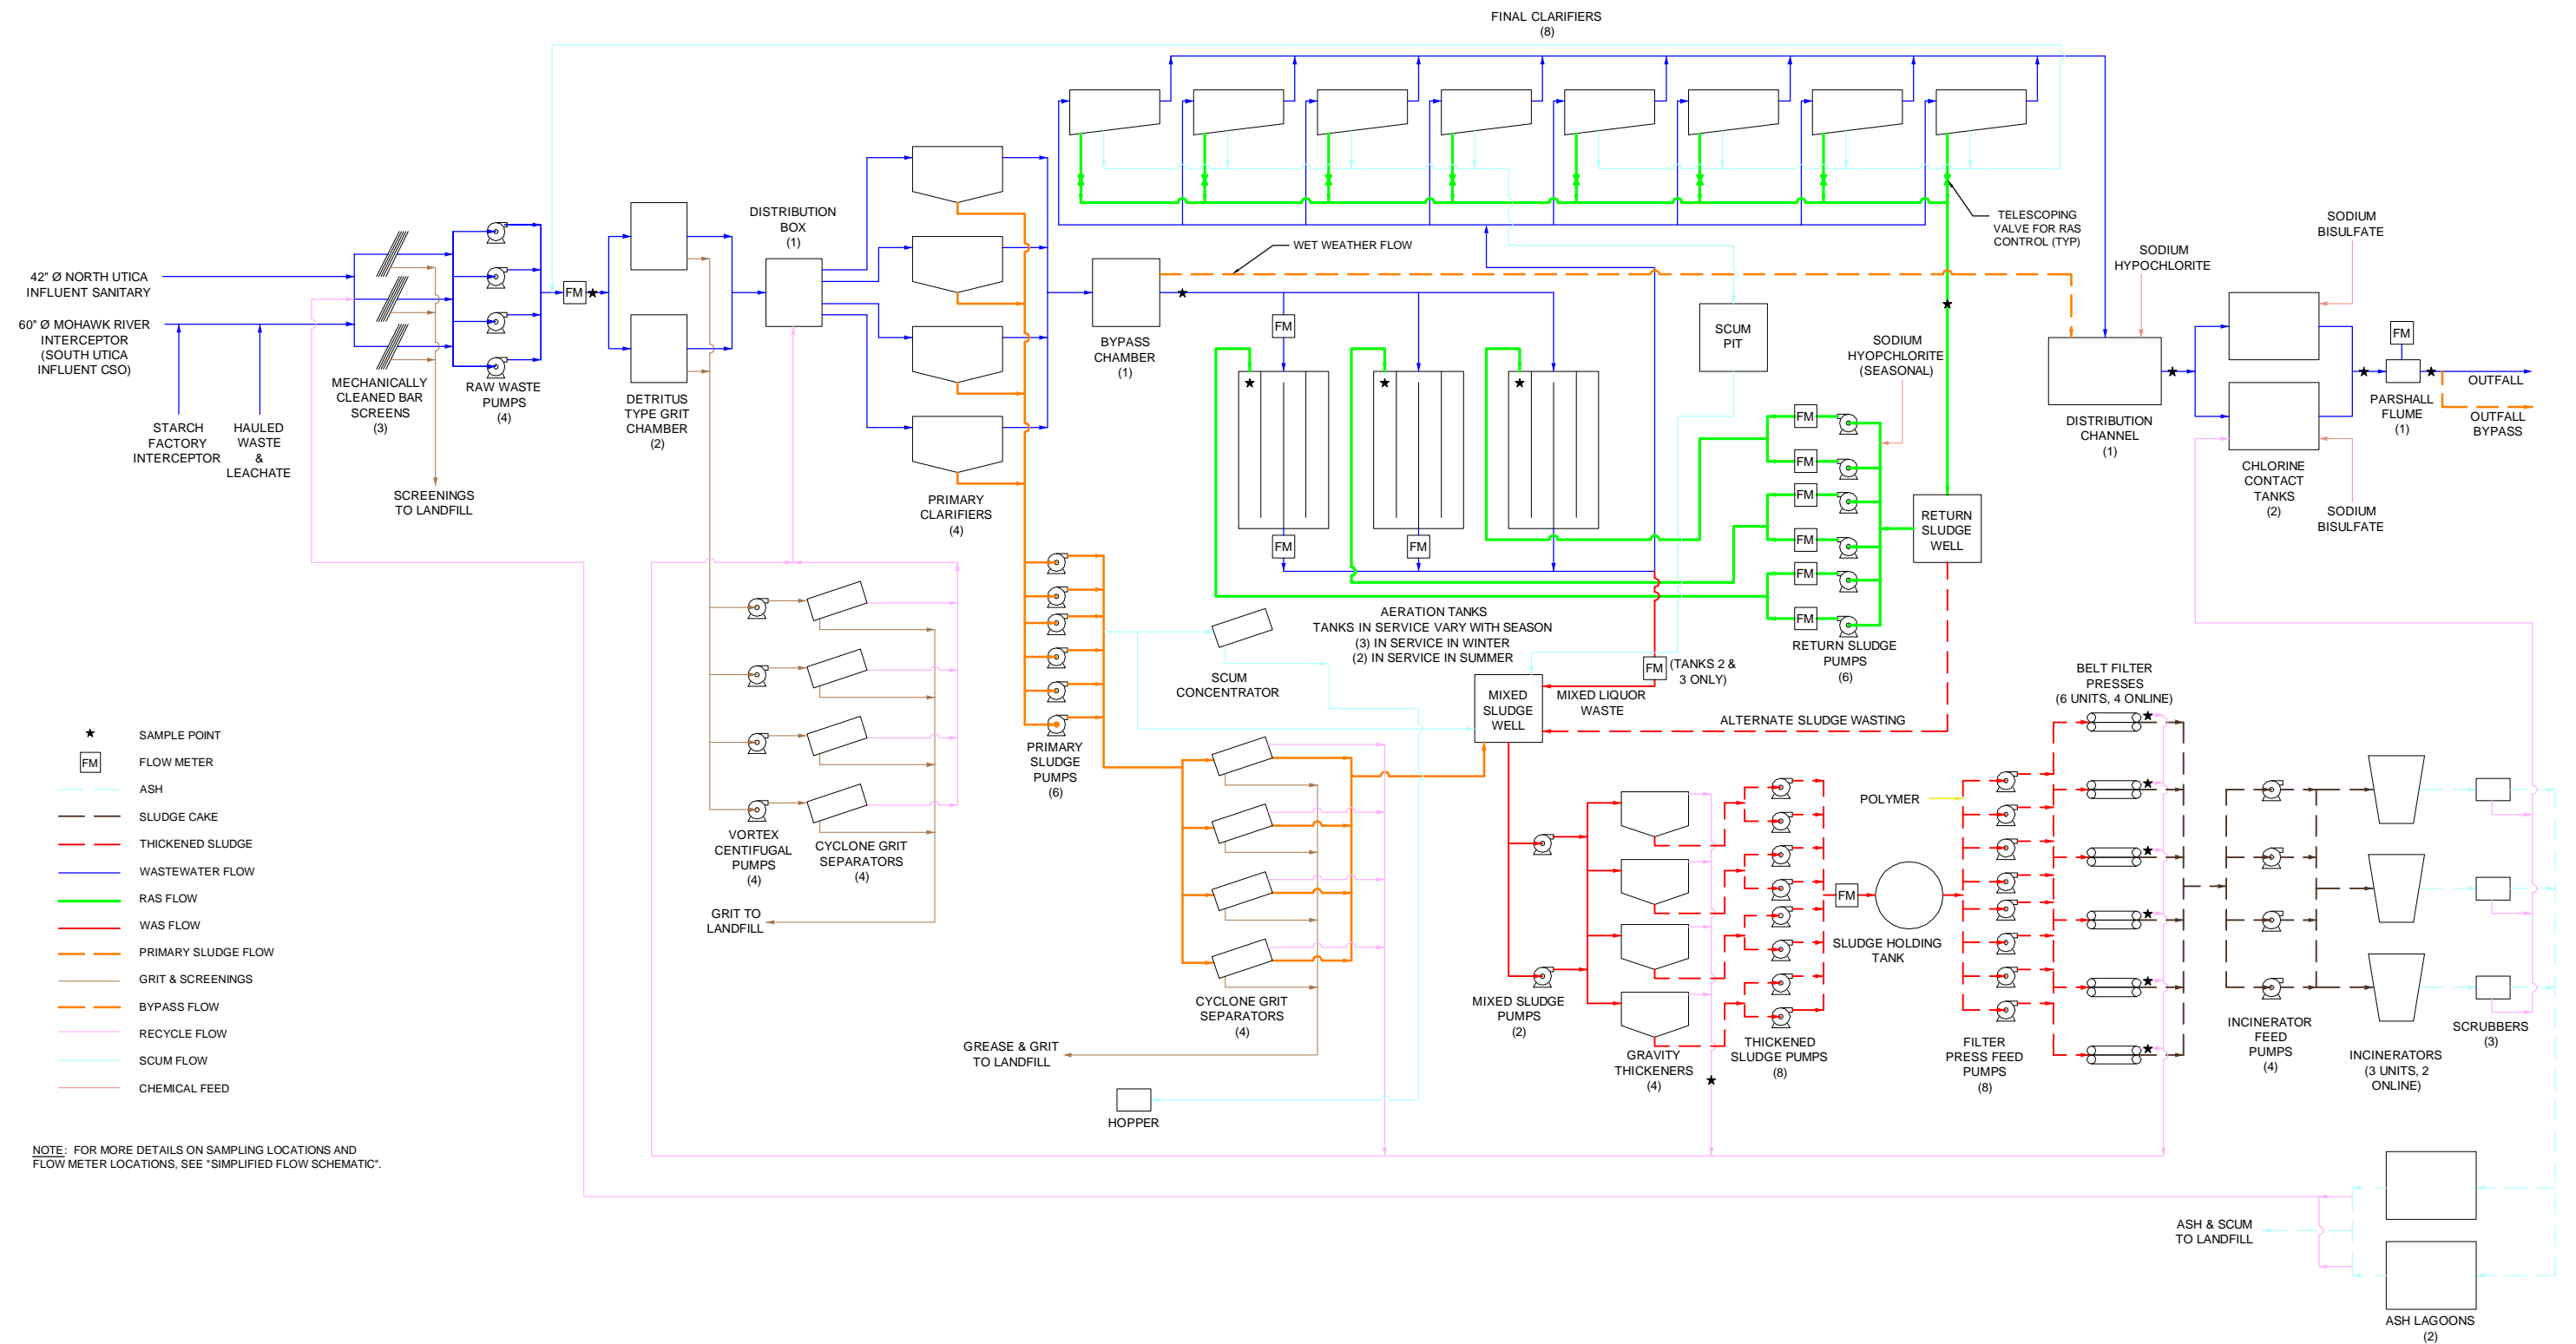 FINAL CLARIFIERS
(8)
42" Ø NORTH UTICA
INFLUENT SANITARY
60" Ø MOHAWK RIVER
INTERCEPTOR
(SOUTH UTICA
INFLUENT CSO)
STARCH
FACTORY
INTERCEPTOR
HAULED
WASTE
&
LEACHATE
MECHANICALLY
CLEANED BAR
SCREENS
(3)
SCREENINGS
TO LANDFILL
RAW WASTE
PUMPS
(4)
FM
DETRITUS
TYPE GRIT
CHAMBER
(2)
DISTRIBUTION
BOX
(1)
PRIMARY
CLARIFIERS
(4)
BYPASS
CHAMBER
(1)
WET WEATHER FLOW
FM
FM
FM
AERATION TANKS
TANKS IN SERVICE VARY WITH SEASON
(3) IN SERVICE IN WINTER
(2) IN SERVICE IN SUMMER
SCUM
PIT
SODIUM
HYOPCHLORITE
(SEASONAL)
FM
FM
FM
FM
FM
FM
RETURN SLUDGE
PUMPS
(6)
RETURN
SLUDGE
WELL
TELESCOPING
VALVE FOR RAS
CONTROL (TYP)
SODIUM
HYPOCHLORITE
SODIUM
BISULFATE
DISTRIBUTION
CHANNEL
(1)
CHLORINE
CONTACT
TANKS
(2)
SODIUM
BISULFATE
FM
PARSHALL
FLUME
(1)
OUTFALL
OUTFALL
BYPASS
VORTEX
CENTIFUGAL
PUMPS
(4)
CYCLONE GRIT
SEPARATORS
(4)
GRIT TO
LANDFILL
PRIMARY
SLUDGE
PUMPS
(6)
SCUM
CONCENTRATOR
CYCLONE GRIT
SEPARATORS
(4)
GREASE & GRIT
TO LANDFILL
HOPPER
MIXED
SLUDGE
WELL
FM
(TANKS 2 &
3 ONLY)
MIXED LIQUOR
WASTE
ALTERNATE SLUDGE WASTING
MIXED SLUDGE
PUMPS
(2)
GRAVITY
THICKENERS
(4)
THICKENED
SLUDGE PUMPS
(8)
FM
SLUDGE HOLDING
TANK
POLYMER
FILTER
PRESS FEED
PUMPS
(8)
BELT FILTER
PRESSES
(6 UNITS, 4 ONLINE)
INCINERATOR
FEED
PUMPS
(4)
INCINERATORS
(3 UNITS, 2
ONLINE)
SCRUBBERS
(3)
ASH & SCUM
TO LANDFILL
ASH LAGOONS
(2)
SAMPLE POINT
FM FLOW METER
ASH
SLUDGE CAKE
THICKENED SLUDGE
WASTEWATER FLOW
RAS FLOW
WAS FLOW
PRIMARY SLUDGE FLOW
GRIT & SCREENINGS
BYPASS FLOW
RECYCLE FLOW
SCUM FLOW
CHEMICAL FEED
NOTE: FOR MORE DETAILS ON SAMPLING LOCATIONS AND
FLOW METER LOCATIONS, SEE "SIMPLIFIED FLOW SCHEMATIC".